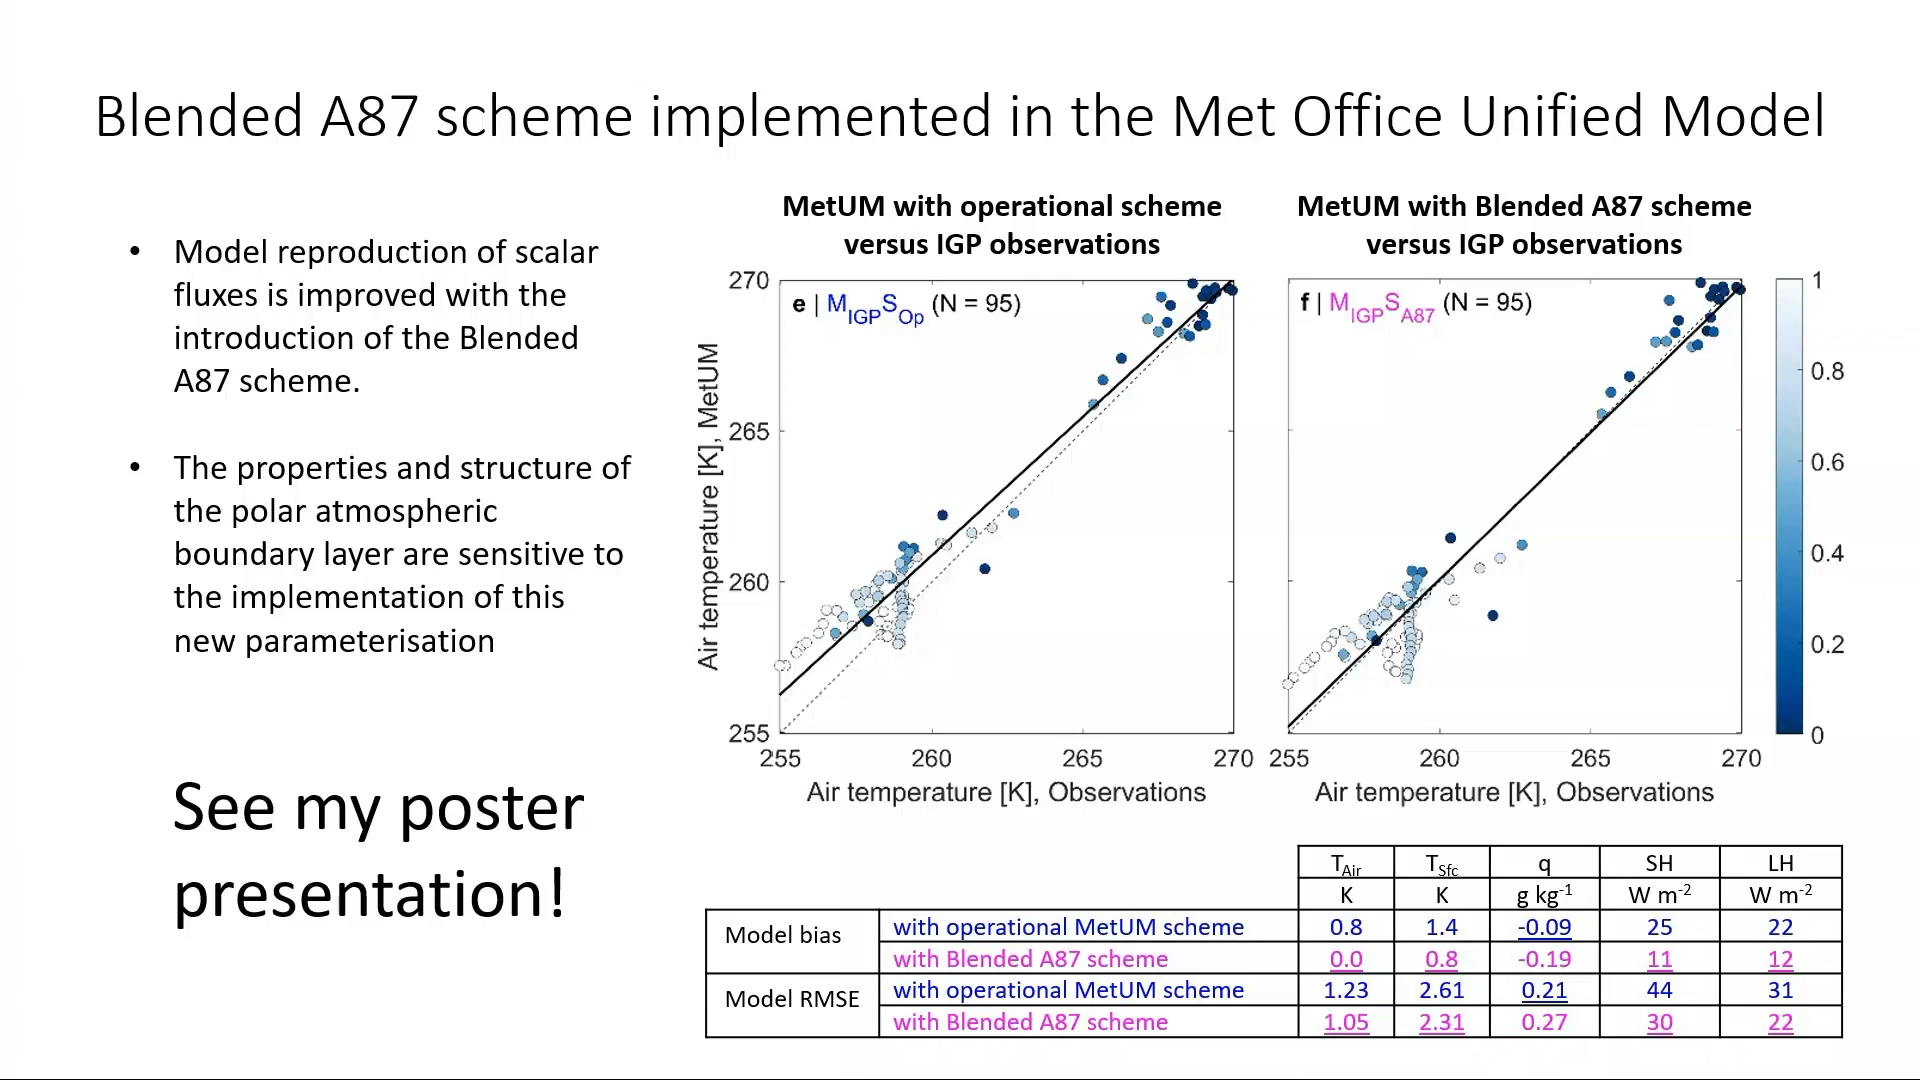 Blended A87 scheme implemented in the Met Office Unified Model
• Model reproduction of scalar
fluxes is improved with the
introduction of the Blended
A87 scheme.
• The properties and structure of
the polar atmospheric
boundary layer are sensitive to
the implementation of this
new parameterisation
See my poster
presentation!
MetUM with operational scheme
versus IGP observations
e | M_IGP S_Op (N = 95)
Air temperature [K], MetUM
270
265
260
255
255 260 265 270
Air temperature [K], Observations
MetUM with Blended A87 scheme
versus IGP observations
f | M_IGP S_A87 (N = 95)
255 260 265 270
Air temperature [K], Observations
1
0.8
0.6
0.4
0.2
0
T_Air T_Sfc q SH LH
K K g kg⁻¹ W m⁻² W m⁻²
Model bias
with operational MetUM scheme 0.8 1.4 -0.09 25 22
with Blended A87 scheme 0.0 0.8 -0.19 11 12
Model RMSE
with operational MetUM scheme 1.23 2.61 0.21 44 31
with Blended A87 scheme 1.05 2.31 0.27 30 22